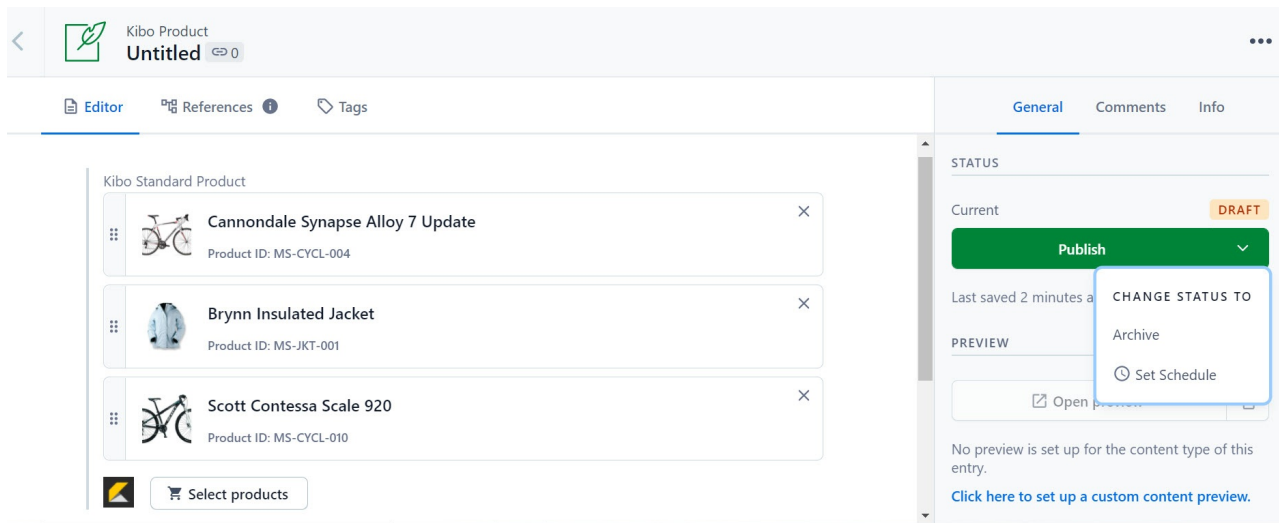 Kibo Product
Untitled 0
Editor
References
Tags
General
Comments
Info
Kibo Standard Product
Cannondale Synapse Alloy 7 Update
Product ID: MS-CYCL-004
Brynn Insulated Jacket
Product ID: MS-JKT-001
Scott Contessa Scale 920
Product ID: MS-CYCL-010
Select products
STATUS
Current
DRAFT
Publish
Last saved 2 minutes a
CHANGE STATUS TO
Archive
Set Schedule
PREVIEW
Open
No preview is set up for the content type of this
entry.
Click here to set up a custom content preview.